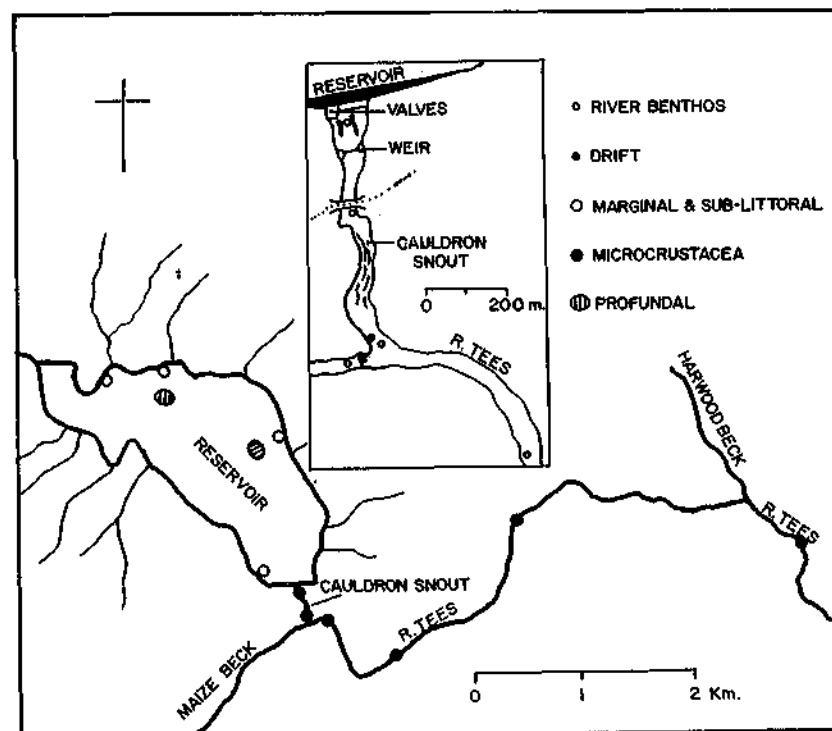 RESERVOIR
VALVES
WEIR
CAULDRON
SNOUT
0 200 m.
R. TEES
RIVER BENTHOS
DRIFT
MARGINAL & SUB-LITTORAL
MICROCRUSTACEA
PROFUNDAL
HARWOOD BECK
R. TEES
RESERVOIR
CAULDRON SNOUT
R. TEES
MAIZE BECK
0 1 2 Km.